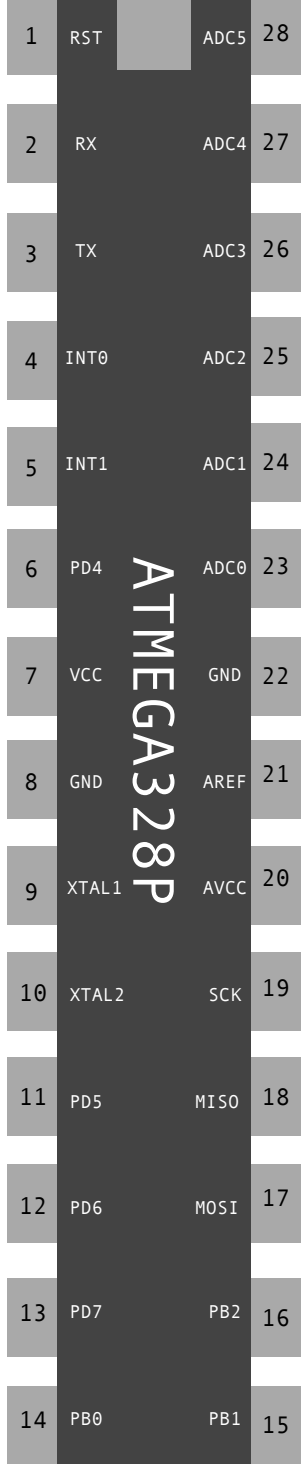 1 RST ADC5 28
2 RX ADC4 27
3 TX ADC3 26
4 INT0 ADC2 25
5 INT1 ADC1 24
6 PD4 ADC0 23
7 VCC GND 22
8 GND AREF 21
9 XTAL1 AVCC 20
10 XTAL2 SCK 19
11 PD5 MISO 18
12 PD6 MOSI 17
13 PD7 PB2 16
14 PB0 PB1 15
ATMEGA328P